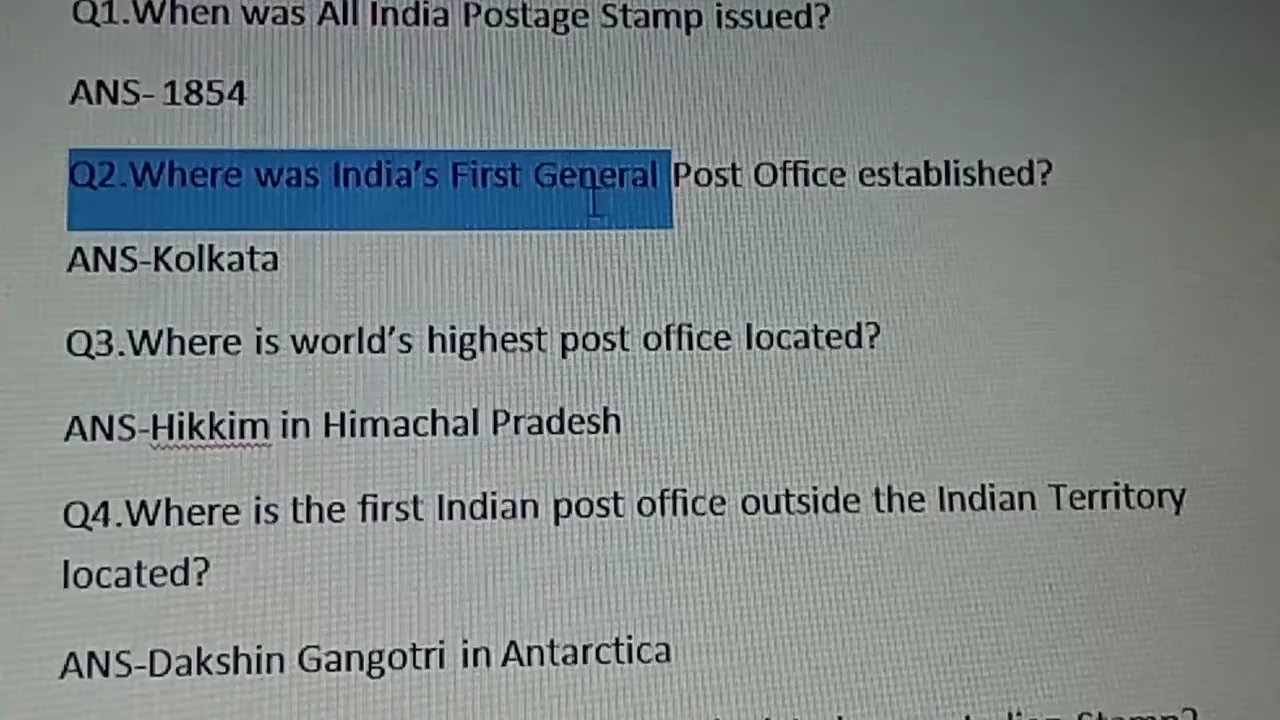 Q1.When was All India Postage Stamp issued?
ANS- 1854
Q2.Where was India's First General Post Office established?
ANS-Kolkata
Q3.Where is world's highest post office located?
ANS-Hikkim in Himachal Pradesh
Q4.Where is the first Indian post office outside the Indian Territory
located?
ANS-Dakshin Gangotri in Antarctica